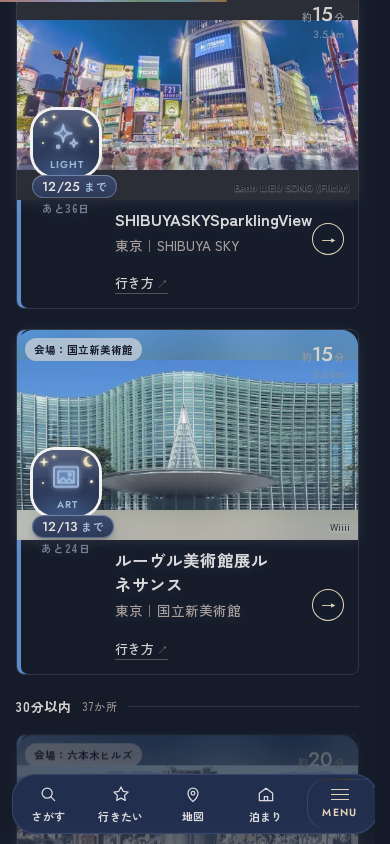 約15分
3.5km
F21
LIGHT
12/25 まで
あと36日
Benh LIEU SONG (Flickr)
SHIBUYASKYSparklingView
東京 | SHIBUYA SKY
→
行き方 ↗
会場：国立新美術館
約15分
ART
12/13 まで
Wiiii
あと24日
ルーヴル美術館展ル
ネサンス
東京 | 国立新美術館
→
行き方 ↗
30分以内 37か所
会場：六本木ヒルズ
約20分
さがす
行きたい
地図
泊まり
MENU